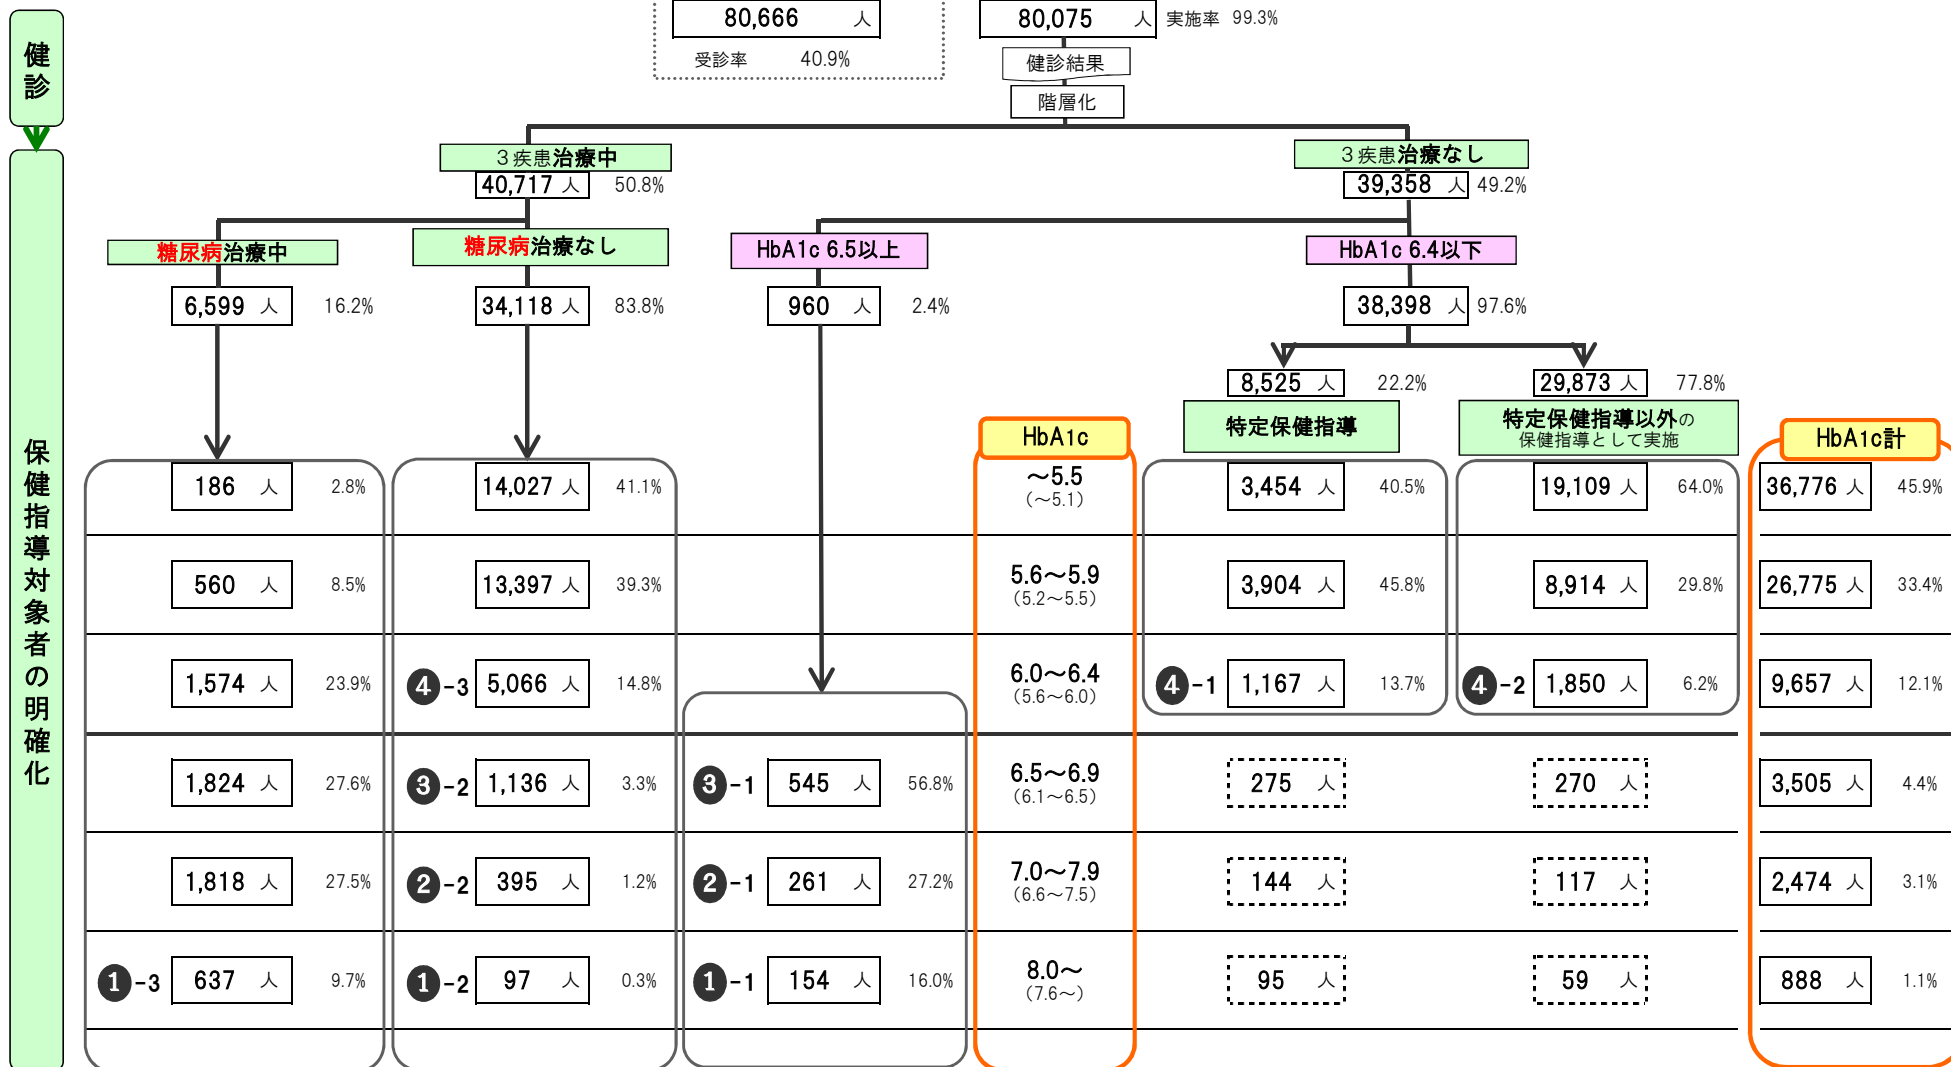 健診
80,666 人
受診率 40.9%
80,075 人 実施率 99.3%
健診結果
階層化
３疾患治療中
40,717 人 50.8%
３疾患治療なし
39,358 人 49.2%
糖尿病治療中
糖尿病治療なし
HbA1c 6.5以上
HbA1c 6.4以下
6,599 人 16.2%
34,118 人 83.8%
960 人 2.4%
38,398 人 97.6%
8,525 人 22.2%
29,873 人 77.8%
保健指導対象者の明確化
HbA1c
特定保健指導
特定保健指導以外の
保健指導として実施
HbA1c計
186 人 2.8%
14,027 人 41.1%
～5.5
（～5.1）
3,454 人 40.5%
19,109 人 64.0%
36,776 人 45.9%
560 人 8.5%
13,397 人 39.3%
5.6～5.9
（5.2～5.5）
3,904 人 45.8%
8,914 人 29.8%
26,775 人 33.4%
1,574 人 23.9%
❹-3 5,066 人 14.8%
6.0～6.4
（5.6～6.0）
❹-1 1,167 人 13.7%
❹-2 1,850 人 6.2%
9,657 人 12.1%
1,824 人 27.6%
❸-2 1,136 人 3.3%
❸-1 545 人 56.8%
6.5～6.9
（6.1～6.5）
275 人
270 人
3,505 人 4.4%
1,818 人 27.5%
❷-2 395 人 1.2%
❷-1 261 人 27.2%
7.0～7.9
（6.6～7.5）
144 人
117 人
2,474 人 3.1%
❶-3 637 人 9.7%
❶-2 97 人 0.3%
❶-1 154 人 16.0%
8.0～
（7.6～）
95 人
59 人
888 人 1.1%